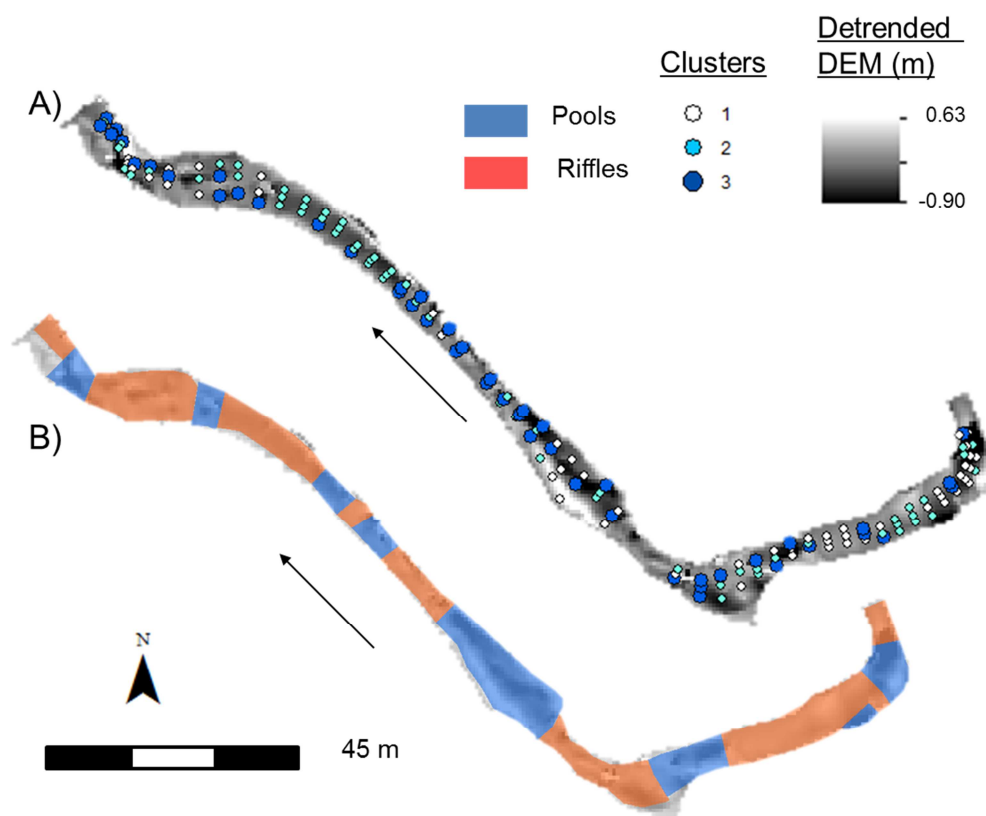 A)
Pools
Riffles
Clusters
1
2
3
Detrended
DEM (m)
0.63
-0.90
B)
N
45 m